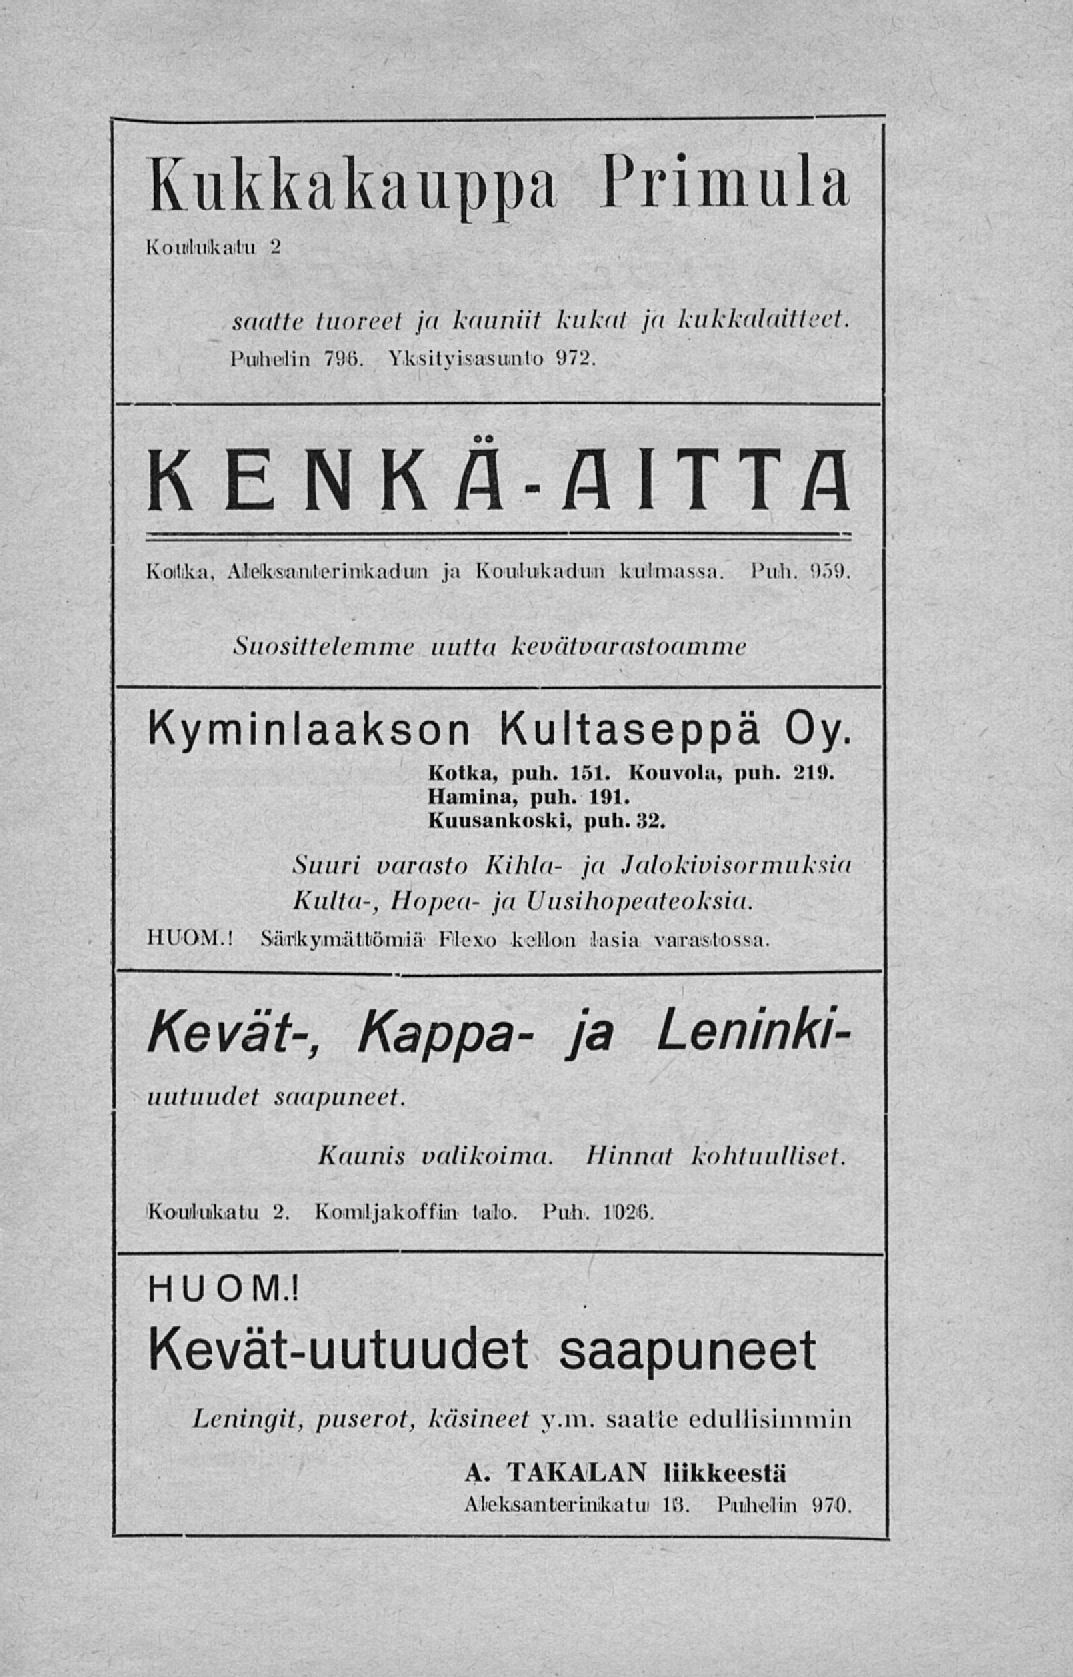 Kukkakauppa Primula
Koulukatu 2
saatte tuoreet ja kauniit kukat ja kukkalaitteet.
Puhelin 796. Yksityisasunto 972.
KENKÄ-AITTA
Kotka, Aleksanterinkadun ja Koulukadun kulmassa. Puh. 959.
Suosittelemme uutta kevätvarastoamme
Kyminlaakson Kultaseppä Oy.
Kotka, puh. 151. Kouvola, puh. 219.
Hamina, puh. 191.
Kuusankoski, puh. 32.
Suuri varasto Kihla- ja Jalokivisormuksia
Kulta-, Hopea- ja Uusihopeateoksia.
HUOM.! Särkymättömiä Flexo kellon lasia varastossa.
Kevät-, Kappa- ja Leninki-
uutuudet saapuneet.
Kaunis valikoima. Hinnat kohtuulliset.
Koulukatu 2. Komljakoffin talo. Puh. 1026.
HUOM.!
Kevät-uutuudet saapuneet
Leningit, puserot, käsineet y.m. saatte edullisimmin
A. TAKALAN liikkeestä
Aleksanterinkatu 13. Puhelin 970.